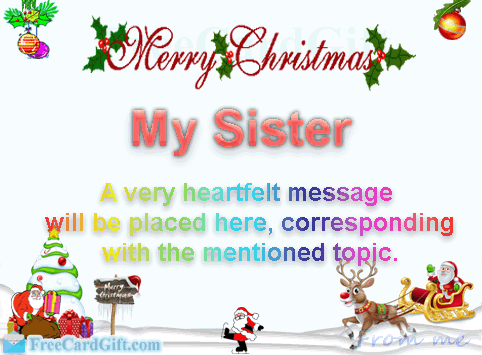 Merry Christmas
My Sister
A very heartfelt message
will be placed here, corresponding
with the mentioned topic.
Merry
Christmas
From me
FreeCardGift.com